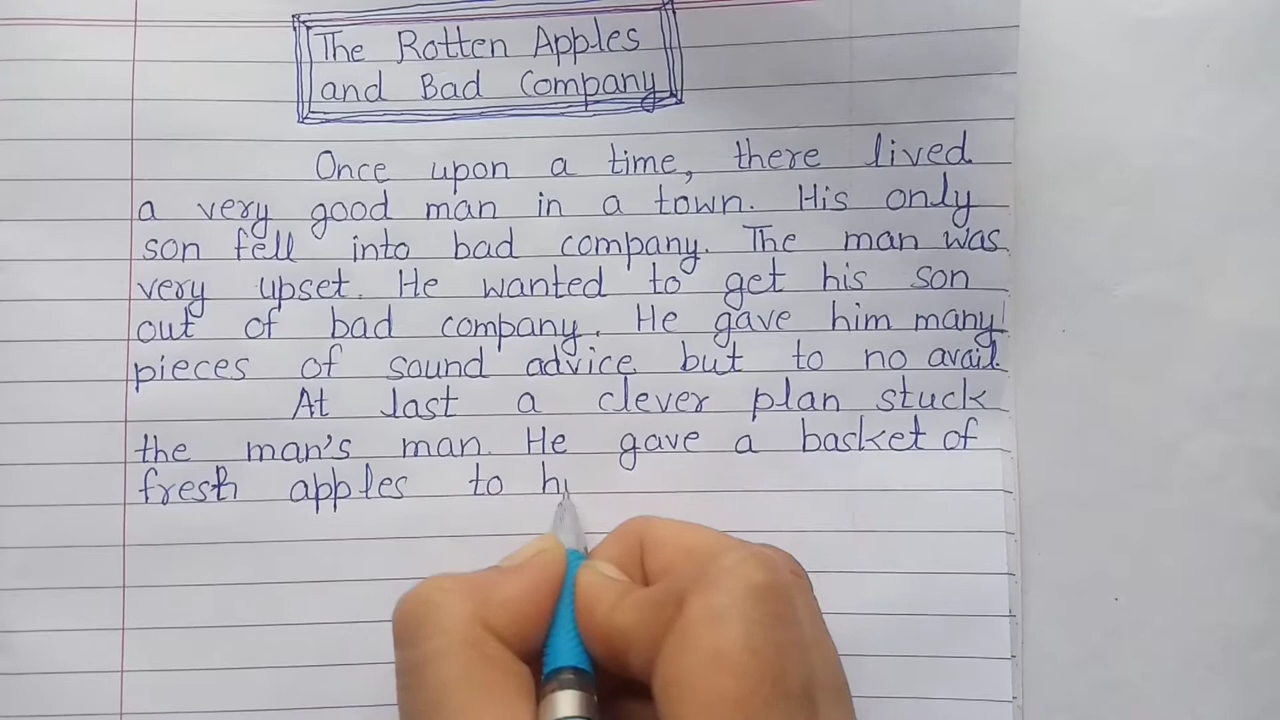 The Rotten Apples
and Bad Company
Once upon a time, there lived
a very good man in a town. His only
son fell into bad company. The man was
very upset. He wanted to get his son
out of bad company. He gave him many
pieces of sound advice but to no avail.
At last a clever plan stuck
the man's man. He gave a basket of
fresh apples to hi